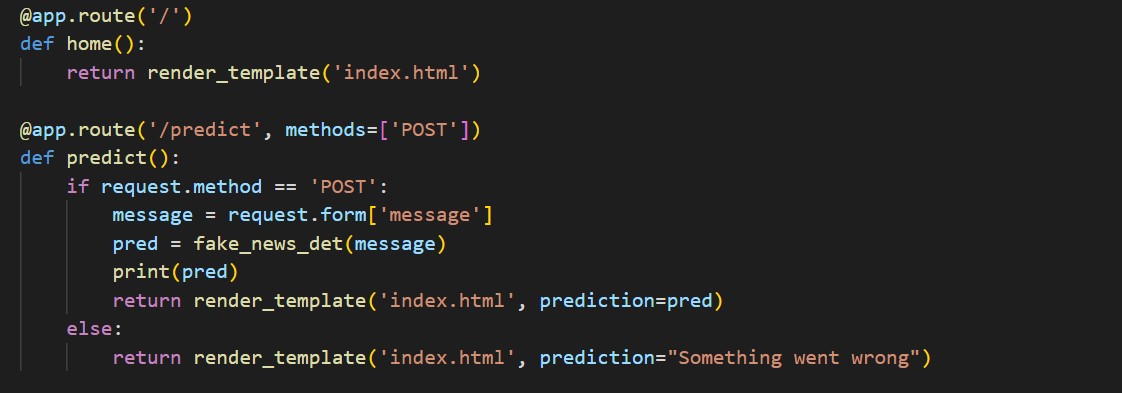 @app.route('/')
def home():
    return render_template('index.html')

@app.route('/predict', methods=['POST'])
def predict():
    if request.method == 'POST':
        message = request.form['message']
        pred = fake_news_det(message)
        print(pred)
        return render_template('index.html', prediction=pred)
    else:
        return render_template('index.html', prediction="Something went wrong")